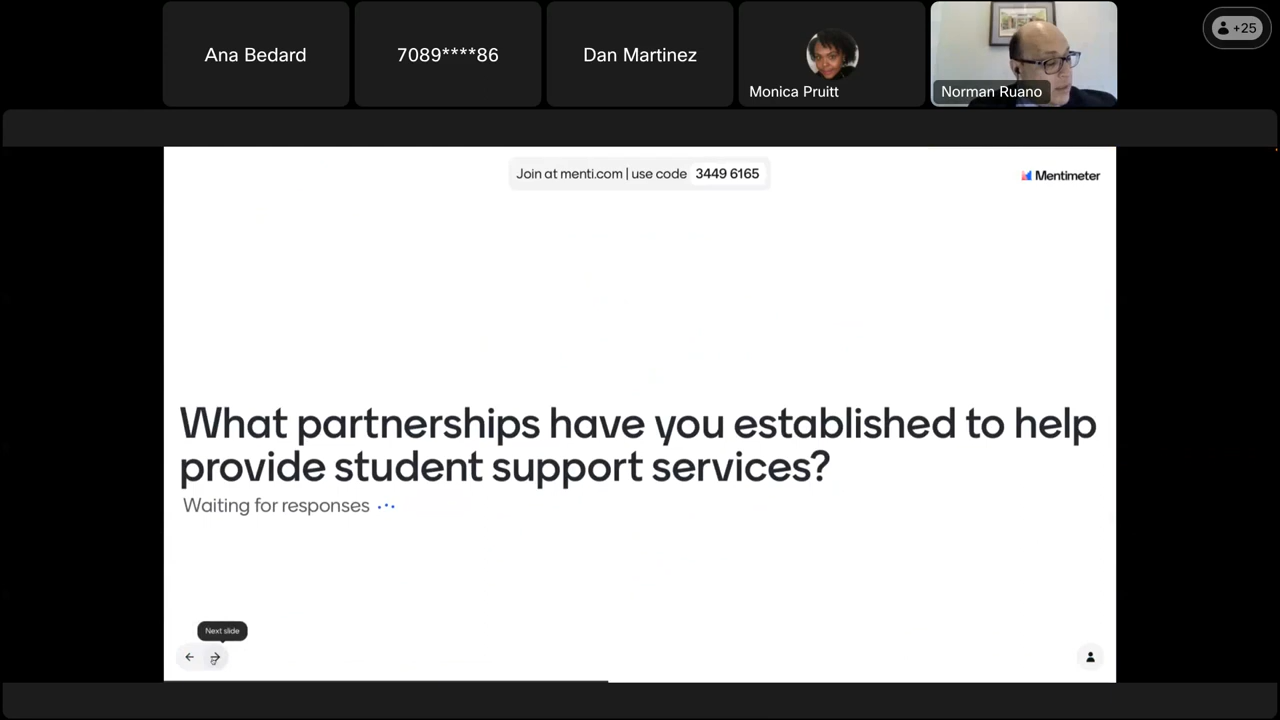 Ana Bedard
7089****86
Dan Martinez
Monica Pruitt
Norman Ruano
+25
Join at menti.com | use code 3449 6165
Mentimeter
What partnerships have you established to help
provide student support services?
Waiting for responses
Next slide